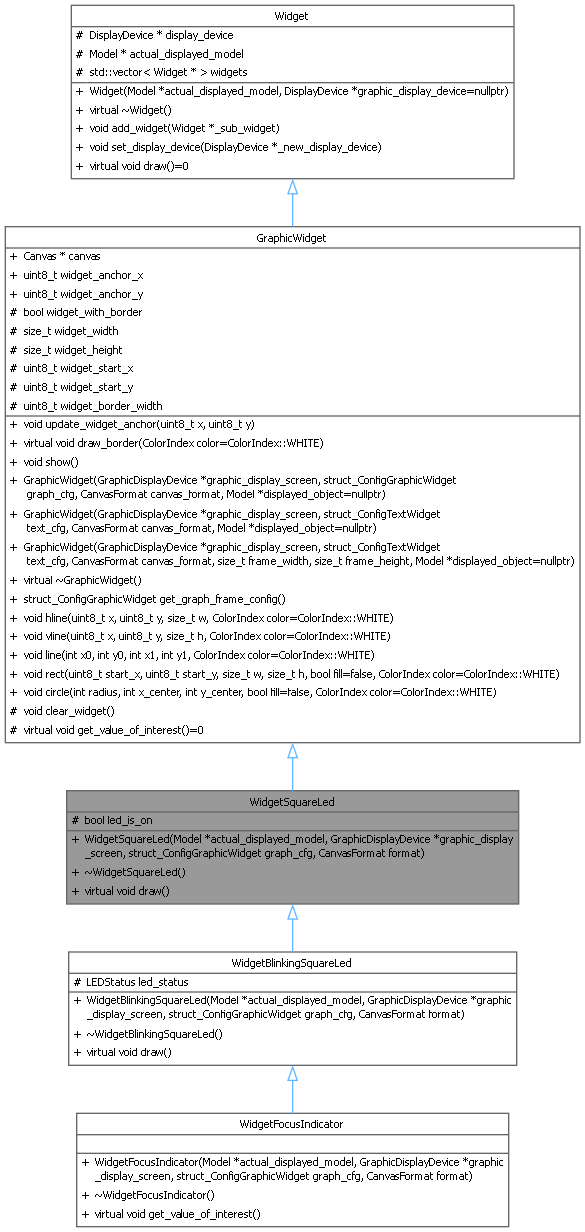 Widget
# DisplayDevice * display_device
# Model * actual_displayed_model
# std::vector< Widget * > widgets
+ Widget(Model *actual_displayed_model, DisplayDevice *graphic_display_device=nullptr)
+ virtual ~Widget()
+ void add_widget(Widget *_sub_widget)
+ void set_display_device(DisplayDevice *_new_display_device)
+ virtual void draw()=0
GraphicWidget
+ Canvas * canvas
+ uint8_t widget_anchor_x
+ uint8_t widget_anchor_y
# bool widget_with_border
# size_t widget_width
# size_t widget_height
# uint8_t widget_start_x
# uint8_t widget_start_y
# uint8_t widget_border_width
+ void update_widget_anchor(uint8_t x, uint8_t y)
+ virtual void draw_border(ColorIndex color=ColorIndex::WHITE)
+ void show()
+ GraphicWidget(GraphicDisplayDevice *graphic_display_screen, struct_ConfigGraphicWidget
graph_cfg, CanvasFormat canvas_format, Model *displayed_object=nullptr)
+ GraphicWidget(GraphicDisplayDevice *graphic_display_screen, struct_ConfigTextWidget
text_cfg, CanvasFormat canvas_format, Model *displayed_object=nullptr)
+ GraphicWidget(GraphicDisplayDevice *graphic_display_screen, struct_ConfigTextWidget
text_cfg, CanvasFormat canvas_format, size_t frame_width, size_t frame_height, Model *displayed_object=nullptr)
+ virtual ~GraphicWidget()
+ struct_ConfigGraphicWidget get_graph_frame_config()
+ void hline(uint8_t x, uint8_t y, size_t w, ColorIndex color=ColorIndex::WHITE)
+ void vline(uint8_t x, uint8_t y, size_t h, ColorIndex color=ColorIndex::WHITE)
+ void line(int x0, int y0, int x1, int y1, ColorIndex color=ColorIndex::WHITE)
+ void rect(uint8_t start_x, uint8_t start_y, size_t w, size_t h, bool fill=false, ColorIndex color=ColorIndex::WHITE)
+ void circle(int radius, int x_center, int y_center, bool fill=false, ColorIndex color=ColorIndex::WHITE)
# void clear_widget()
# virtual void get_value_of_interest()=0
WidgetSquareLed
# bool led_is_on
+ WidgetSquareLed(Model *actual_displayed_model, GraphicDisplayDevice *graphic_display
_screen, struct_ConfigGraphicWidget graph_cfg, CanvasFormat format)
+ ~WidgetSquareLed()
+ virtual void draw()
WidgetBlinkingSquareLed
# LEDStatus led_status
+ WidgetBlinkingSquareLed(Model *actual_displayed_model, GraphicDisplayDevice *graphic
_display_screen, struct_ConfigGraphicWidget graph_cfg, CanvasFormat format)
+ ~WidgetBlinkingSquareLed()
+ virtual void draw()
WidgetFocusIndicator
+ WidgetFocusIndicator(Model *actual_displayed_model, GraphicDisplayDevice *graphic
_display_screen, struct_ConfigGraphicWidget graph_cfg, CanvasFormat format)
+ ~WidgetFocusIndicator()
+ virtual void get_value_of_interest()